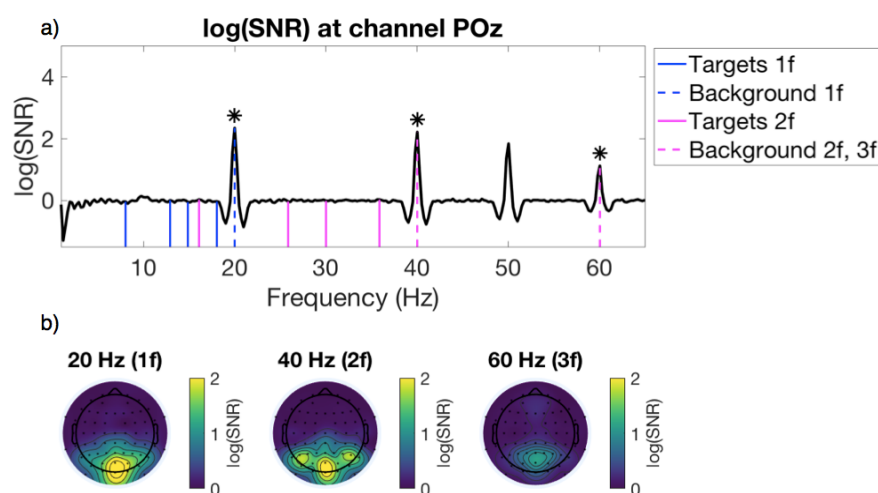 a)
log(SNR) at channel POz
4
2
0
log(SNR)
10 20 30 40 50 60
Frequency (Hz)
Targets 1f
Background 1f
Targets 2f
Background 2f, 3f
b)
20 Hz (1f) 40 Hz (2f) 60 Hz (3f)
2 2 2
1 1 1
0 0 0
log(SNR) log(SNR) log(SNR)